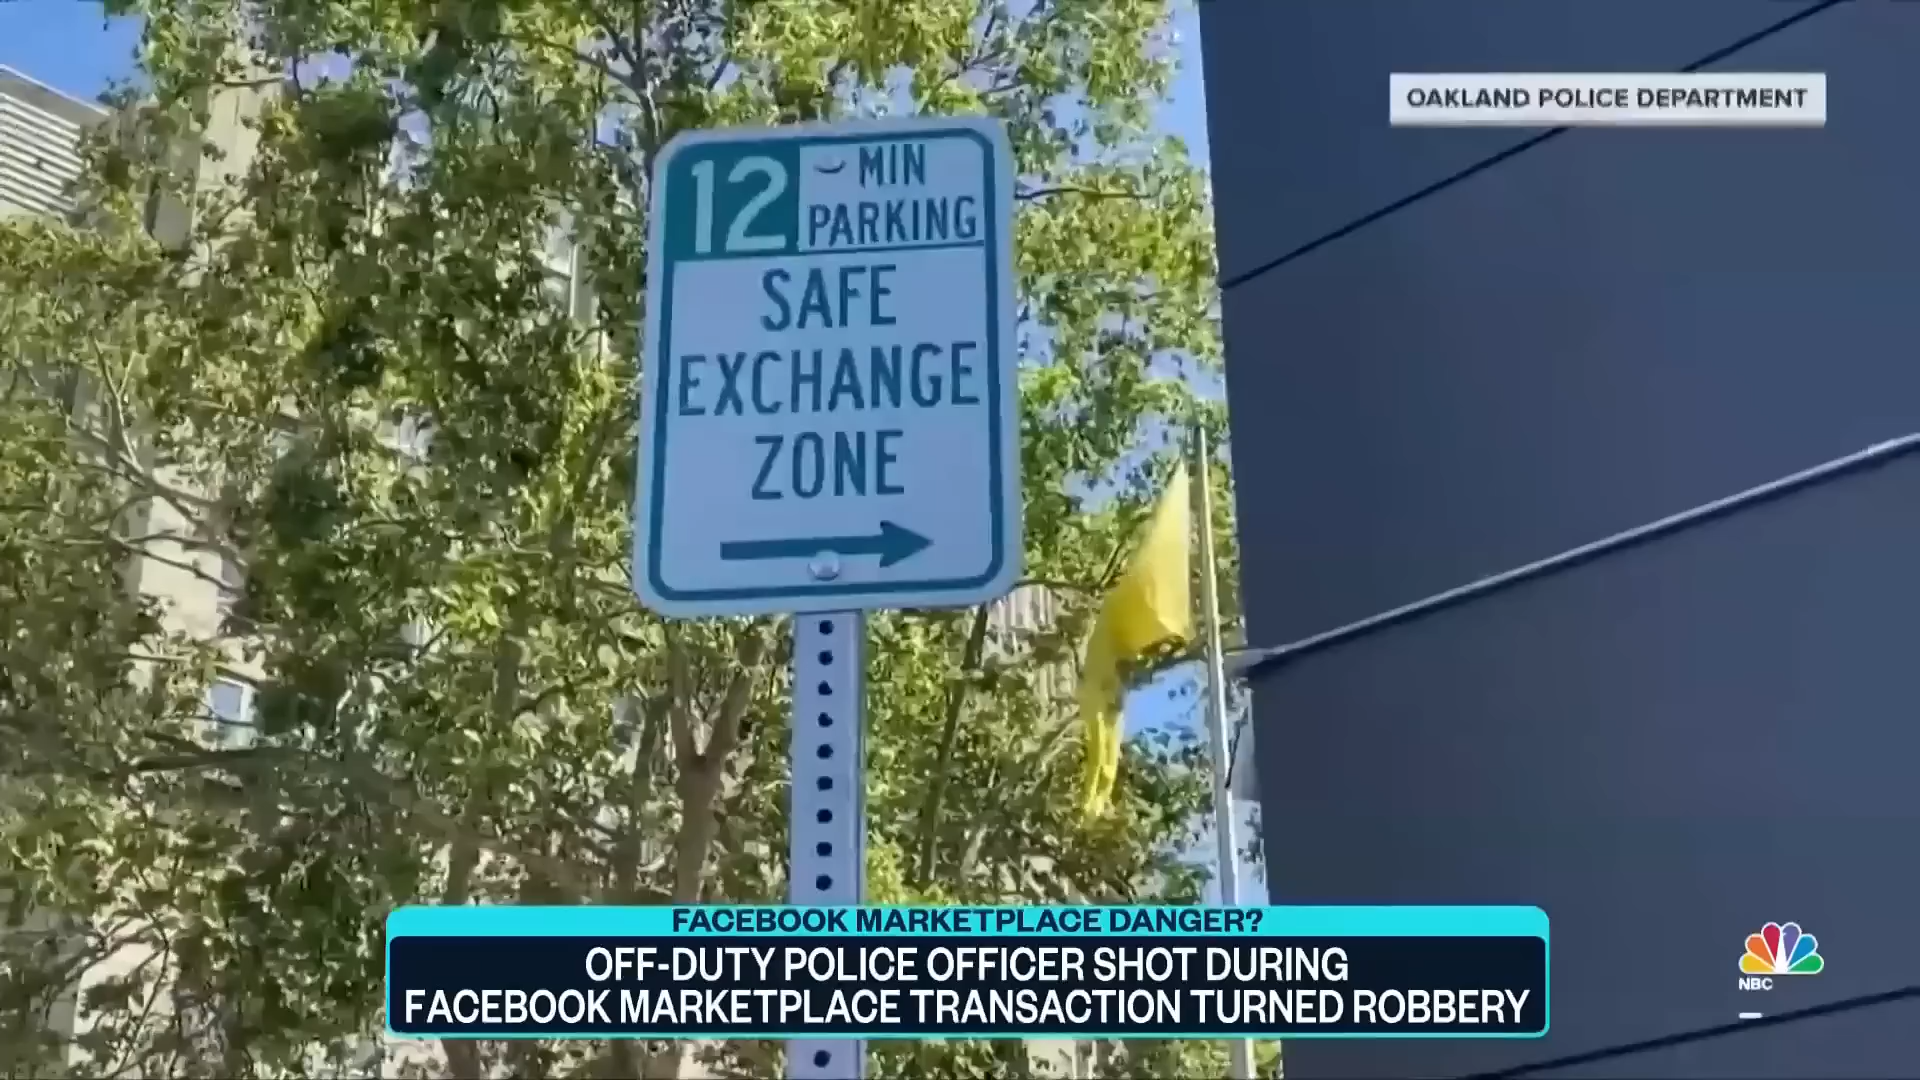 OAKLAND POLICE DEPARTMENT
12 MIN
PARKING
SAFE
EXCHANGE
ZONE
FACEBOOK MARKETPLACE DANGER?
OFF-DUTY POLICE OFFICER SHOT DURING
FACEBOOK MARKETPLACE TRANSACTION TURNED ROBBERY
NBC